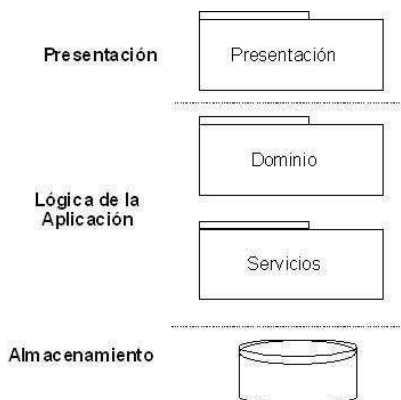 Presentación
Presentación
Dominio
Lógica de la
Aplicación
Servicios
Almacenamiento